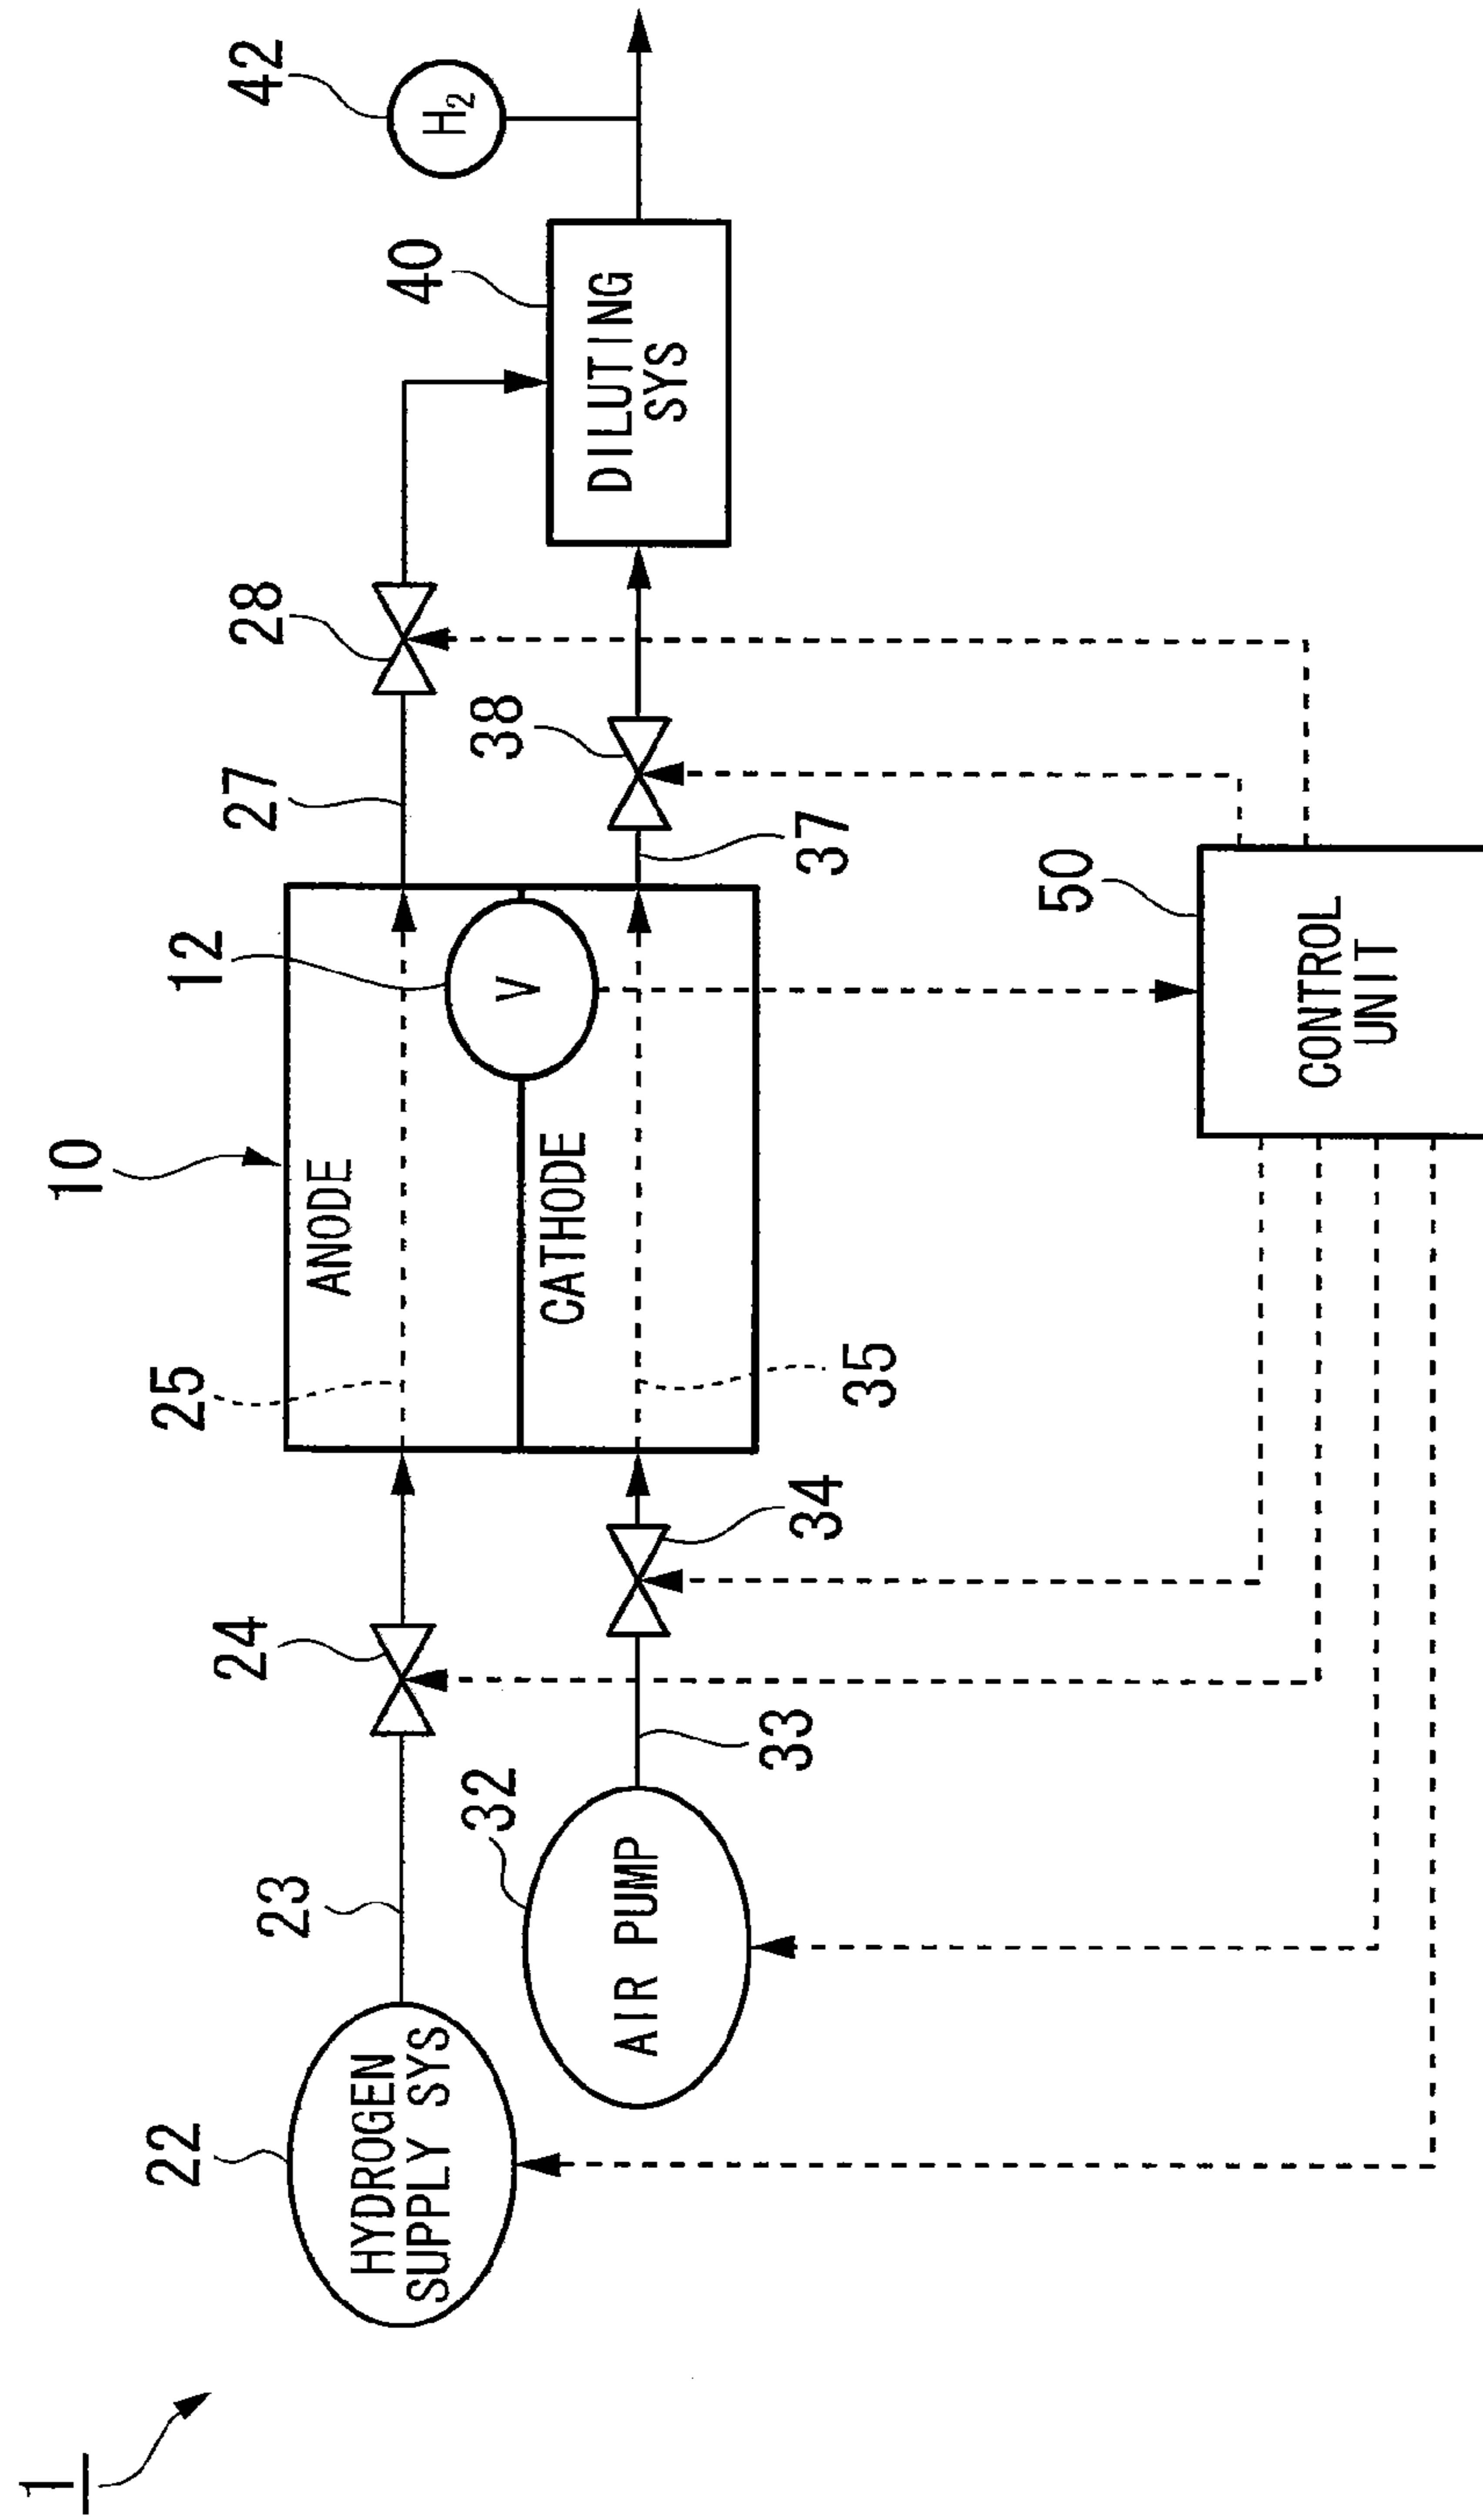 1
10
12
22
HYDROGEN
SUPPLY SYS
23
24
25
ANODE
CATHODE
V
27
28
32
AIR PUMP
33
34
35
37
38
40
DILUTING
SYS
42
H2
50
CONTROL
UNIT